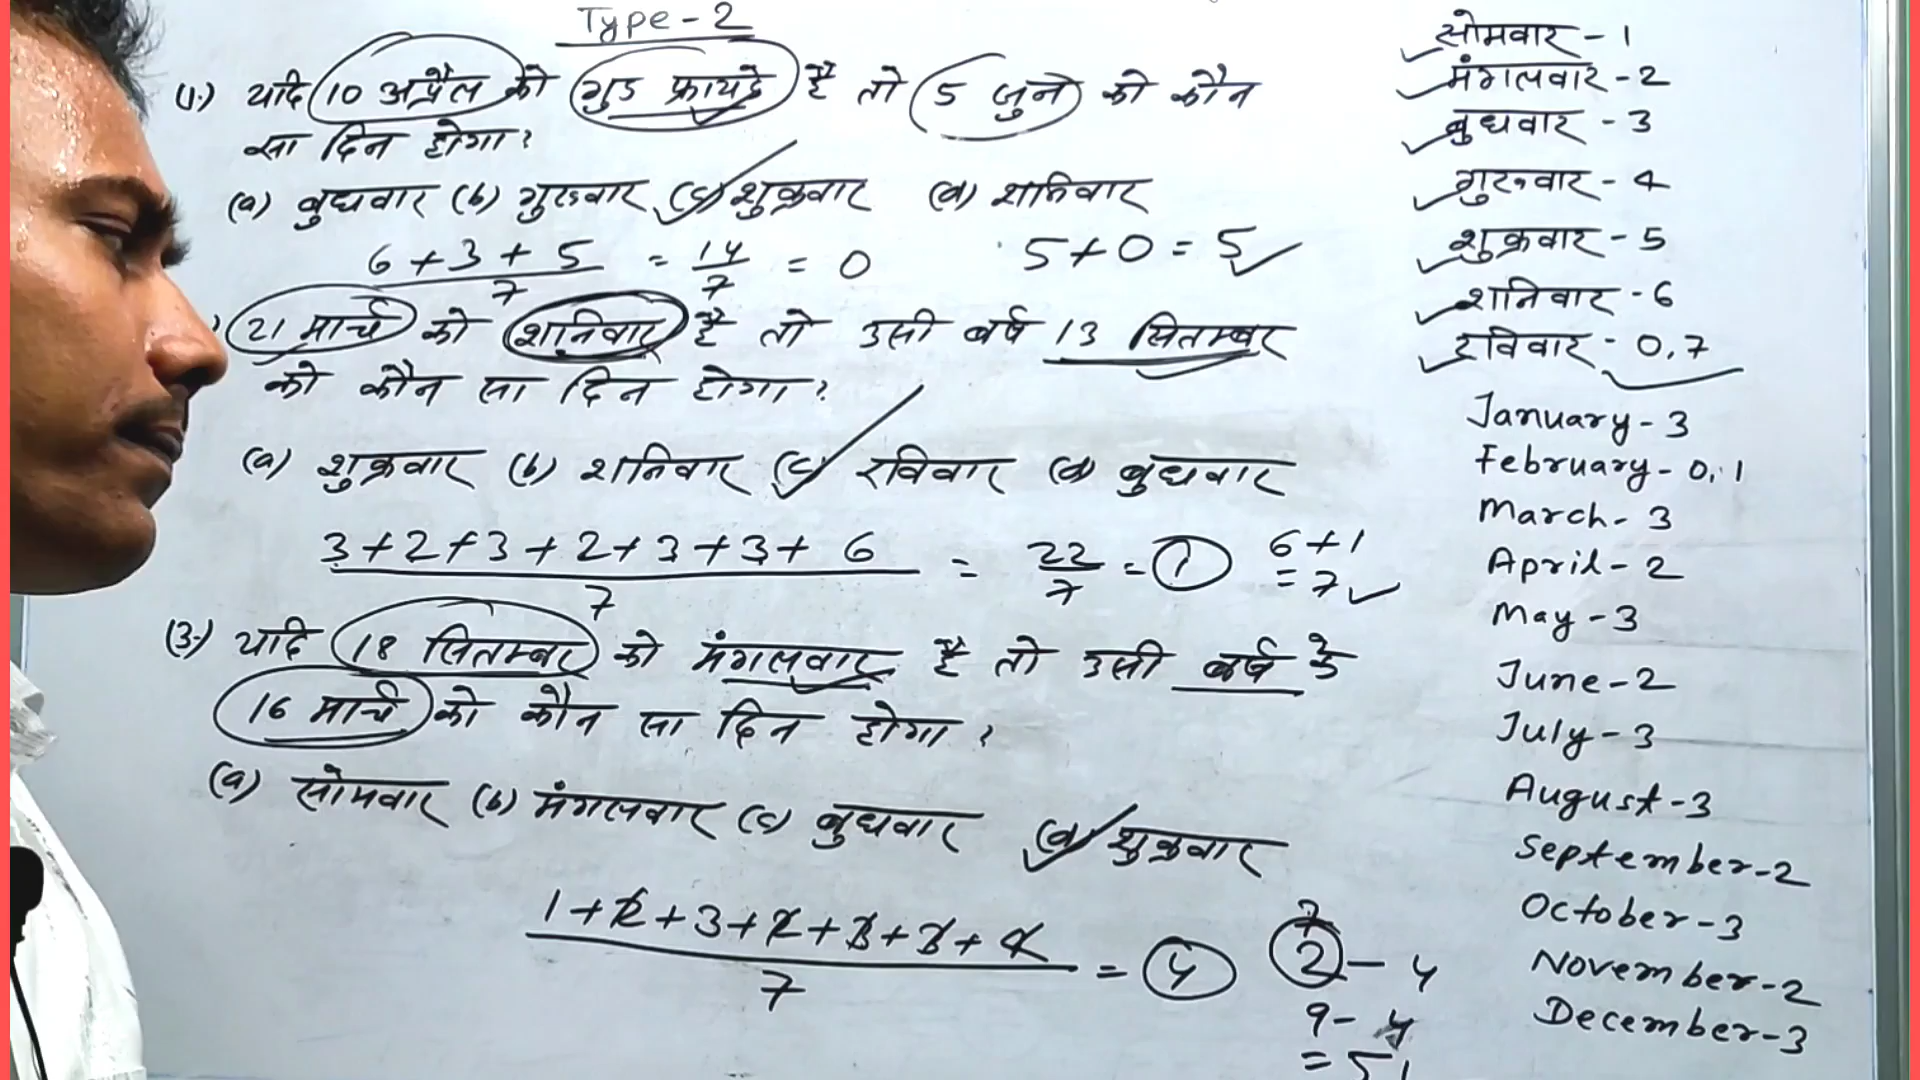 Type-2
(1.) यदि 10 अप्रैल को गुड फ्रायडे है तो 5 जुन को कौन
सा दिन होगा?
(a) बुधवार (b) गुरुवार (c) शुक्रवार (d) शनिवार
6+3+5/7 = 14/7 = 0 5+0=5
21 मार्च को शनिवार है तो उसी वर्ष 13 सितम्बर
को कौन सा दिन होगा?
(a) शुक्रवार (b) शनिवार (c) रविवार (d) बुधवार
3+2+3+2+3+3+6/7 = 22/7 = 1 6+1
= 7
(3.) यदि 18 सितम्बर को मंगलवार है तो उसी वर्ष के
16 मार्च को कौन सा दिन होगा?
(a) सोमवार (b) मंगलवार (c) बुधवार (d) शुक्रवार
1+2+3+2+3+3+4/7 = 4
7
2-4
9-4
=5
सोमवार-1
मंगलवार-2
बुधवार-3
गुरुवार-4
शुक्रवार-5
शनिवार-6
रविवार-0,7
January-3
February-0,1
March-3
April-2
May-3
June-2
July-3
August-3
September-2
October-3
November-2
December-3